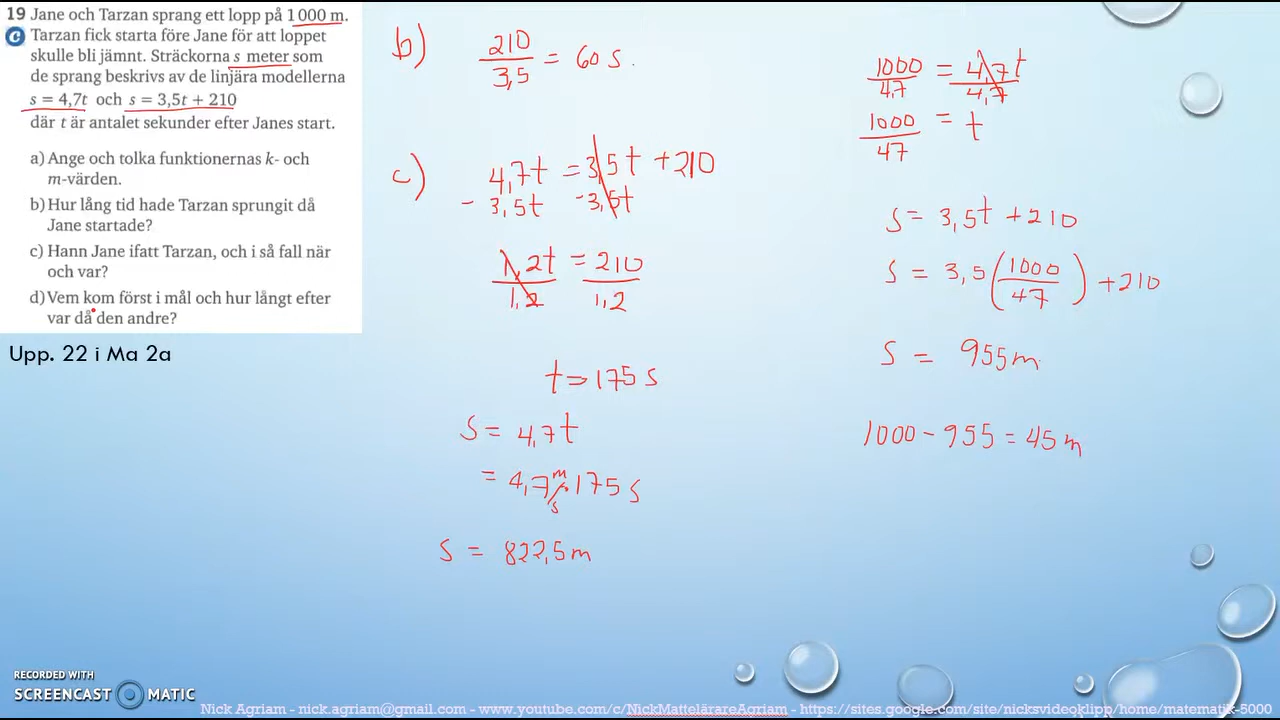 19 Jane och Tarzan sprang ett lopp på 1 000 m.
C Tarzan fick starta före Jane för att loppet
skulle bli jämnt. Sträckorna s meter som
de sprang beskrivs av de linjära modellerna
s = 4,7t och s = 3,5t + 210
där t är antalet sekunder efter Janes start.
a) Ange och tolka funktionernas k- och
m-värden.
b) Hur lång tid hade Tarzan sprungit då
Jane startade?
c) Hann Jane ifatt Tarzan, och i så fall när
och var?
d) Vem kom först i mål och hur långt efter
var då den andre?
Upp. 22 i Ma 2a
b) 210/3,5 = 60 s.
c) 4,7t = 3,5t + 210
- 3,5t - 3,5t
1,2t/1,2 = 210/1,2
t = 175 s
s = 4,7t
= 4,7 m/s · 175 s
s = 822,5 m
1000/4,7 = 4,7t/4,7
1000/47 = t
s = 3,5t + 210
s = 3,5(1000/47) + 210
s = 955 m
1000 - 955 = 45 m
RECORDED WITH
SCREENCAST MATIC
Nick Agriam - nick.agriam@gmail.com - www.youtube.com/c/NickMattelärareAgriam - https://sites.google.com/site/nicksvideoklipp/home/matematik-5000